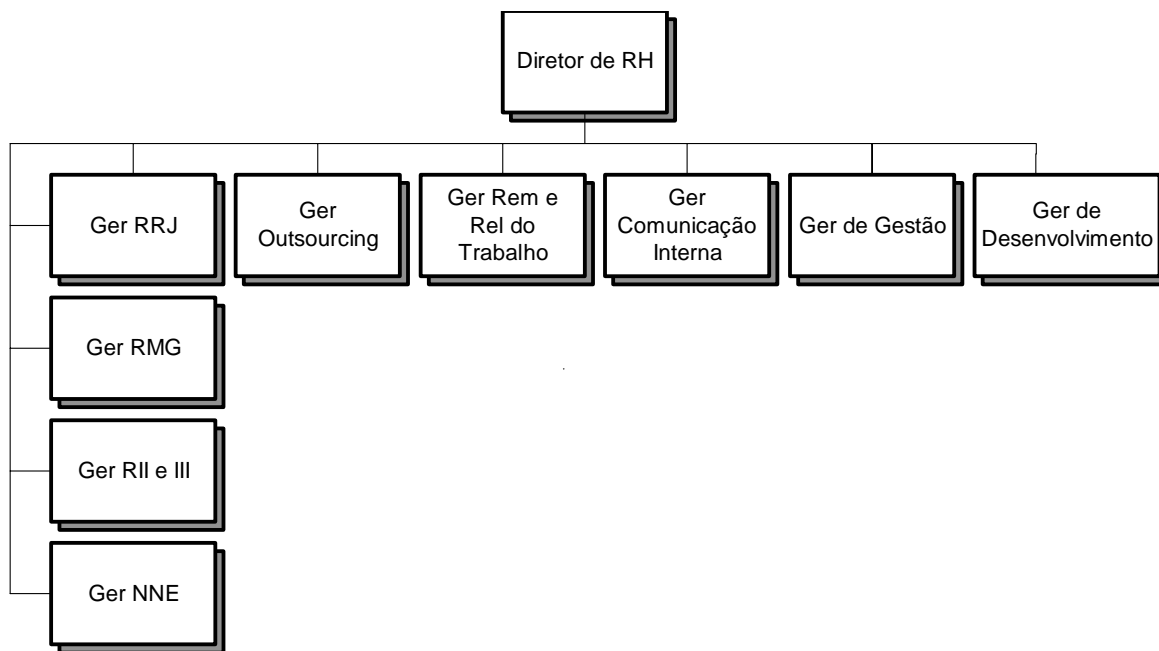 Diretor de RH
Ger RRJ
Ger
Outsourcing
Ger Rem e
Rel do
Trabalho
Ger
Comunicação
Interna
Ger de Gestão
Ger de
Desenvolvimento
Ger RMG
Ger RII e III
Ger NNE